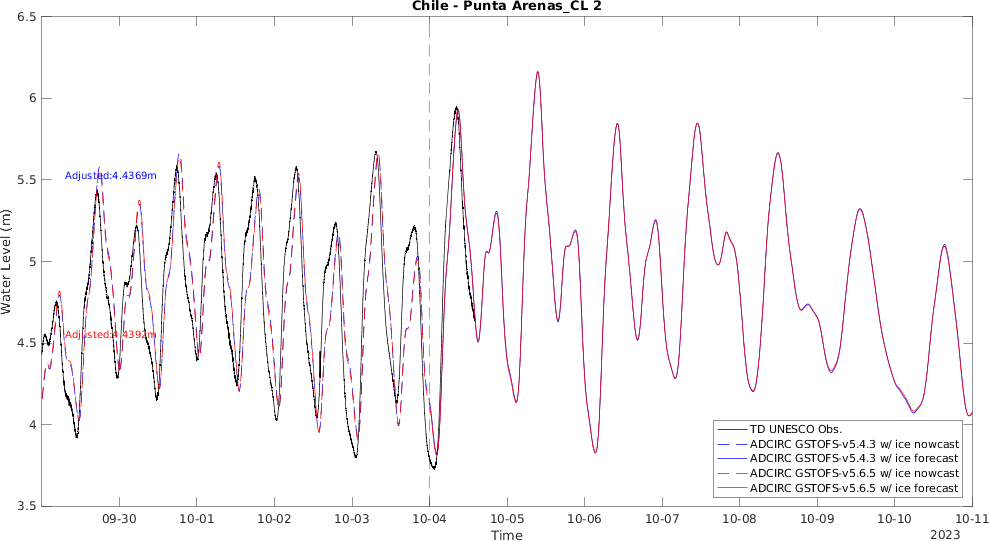 Chile - Punta Arenas_CL 2
6.5
6
5.5
5
4.5
4
3.5
Water Level (m)
Adjusted:4.4369m
Adjusted:4.4392m
TD UNESCO Obs.
ADCIRC GSTOFS-v5.4.3 w/ ice nowcast
ADCIRC GSTOFS-v5.4.3 w/ ice forecast
ADCIRC GSTOFS-v5.6.5 w/ ice nowcast
ADCIRC GSTOFS-v5.6.5 w/ ice forecast
09-30 10-01 10-02 10-03 10-04 10-05 10-06 10-07 10-08 10-09 10-10 10-11
Time
2023